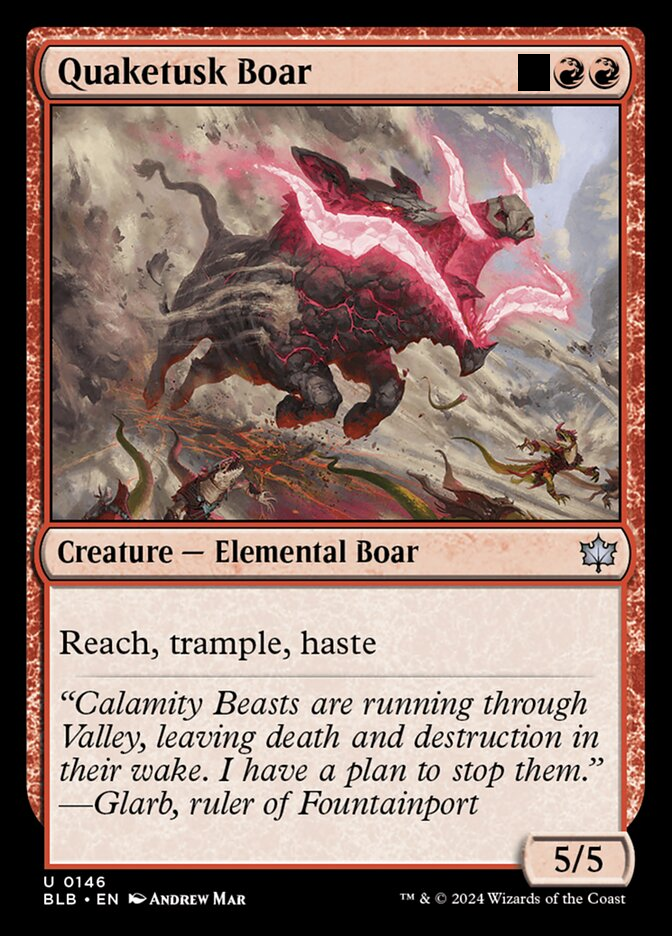 Quaketusk Boar
Creature — Elemental Boar
Reach, trample, haste
“Calamity Beasts are running through
Valley, leaving death and destruction in
their wake. I have a plan to stop them.”
—Glarb, ruler of Fountainport
5/5
U 0146
BLB • EN Andrew Mar
™ & © 2024 Wizards of the Coast